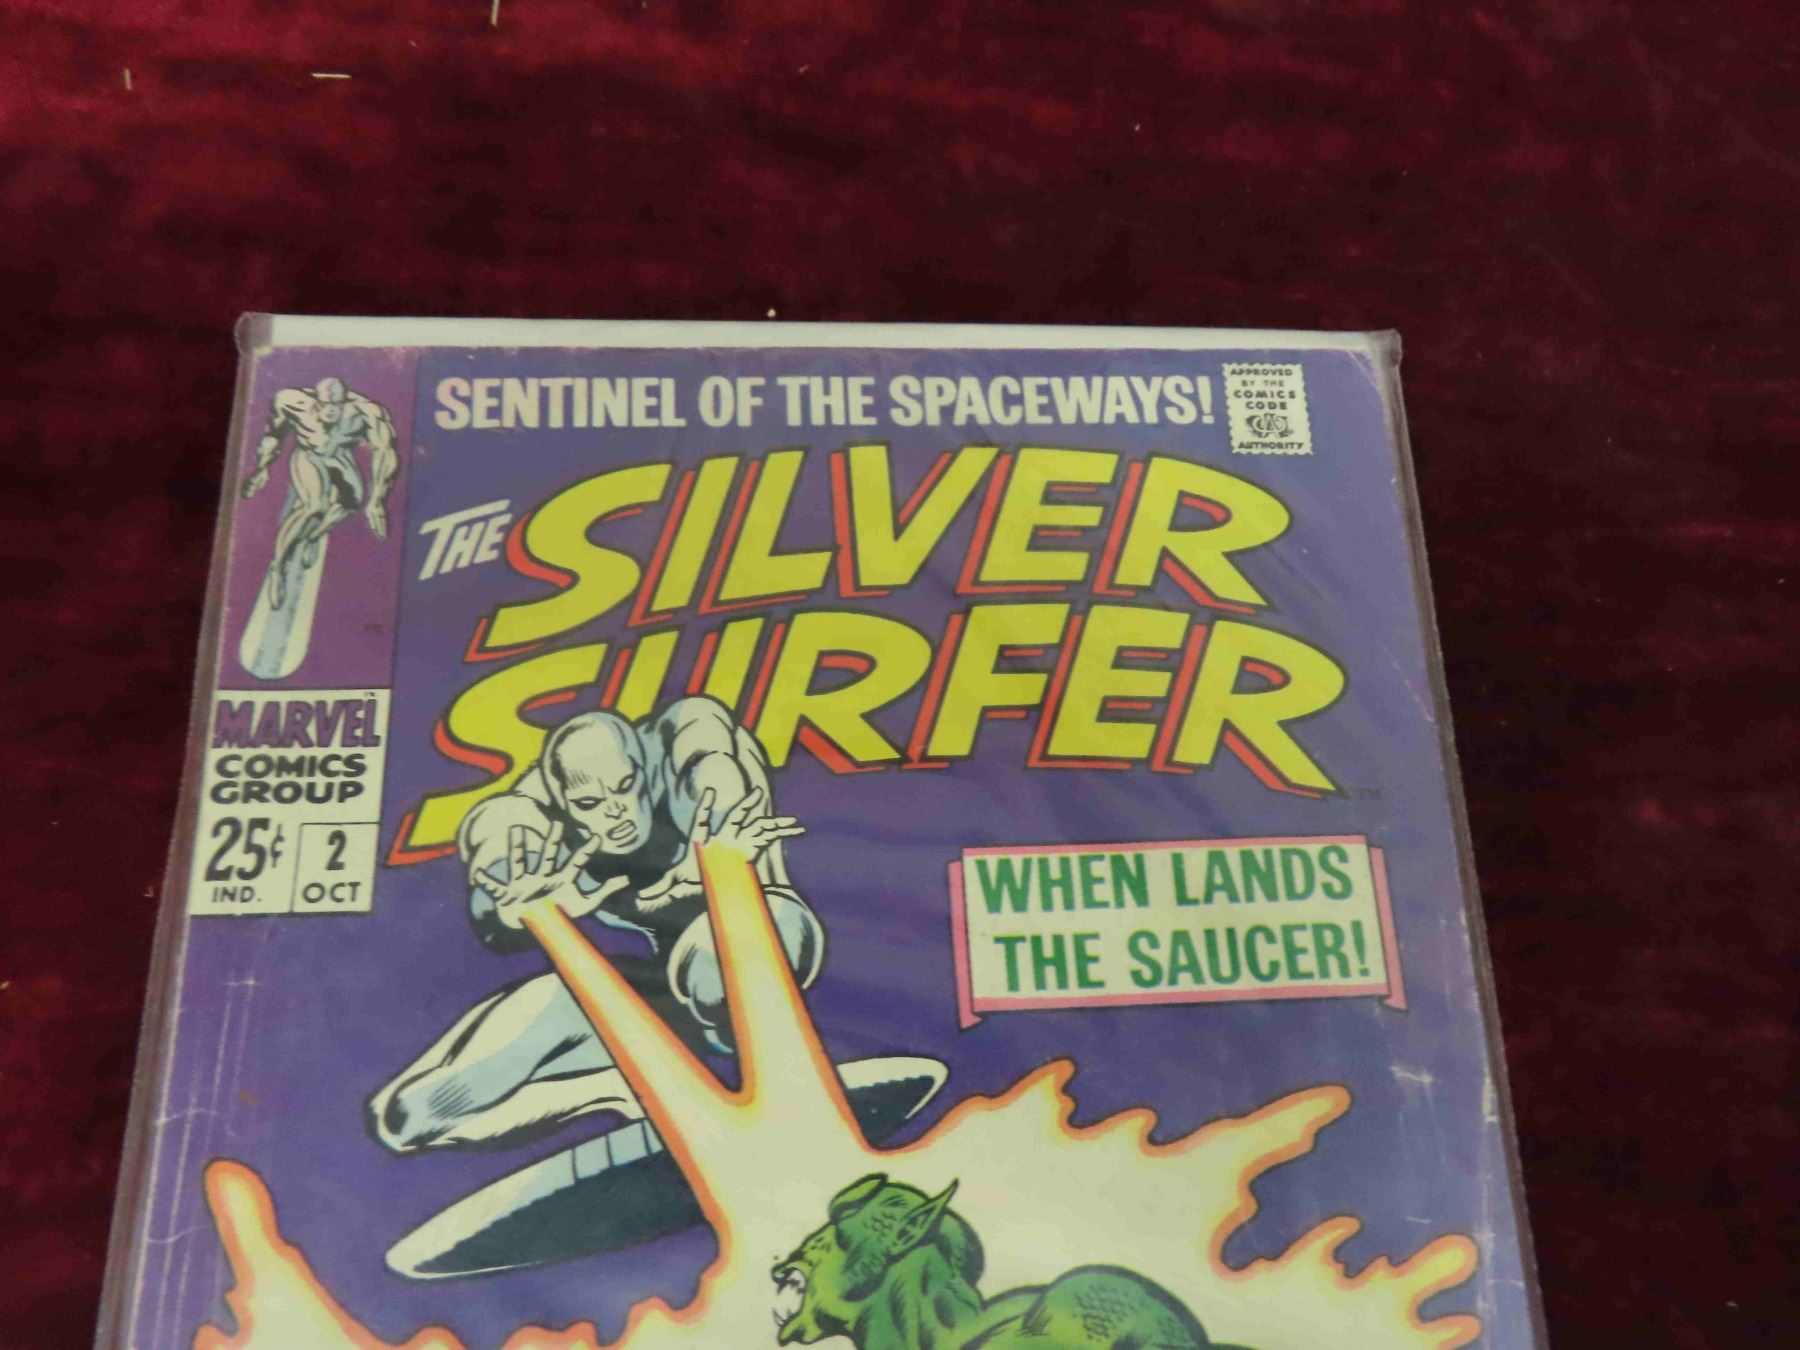 SENTINEL OF THE SPACEWAYS!
APPROVED
BY THE
COMICS
CODE
AUTHORITY
THE SILVER
SURFER
TM
MARVEL
COMICS
GROUP
25¢
IND.
2
OCT
WHEN LANDS
THE SAUCER!